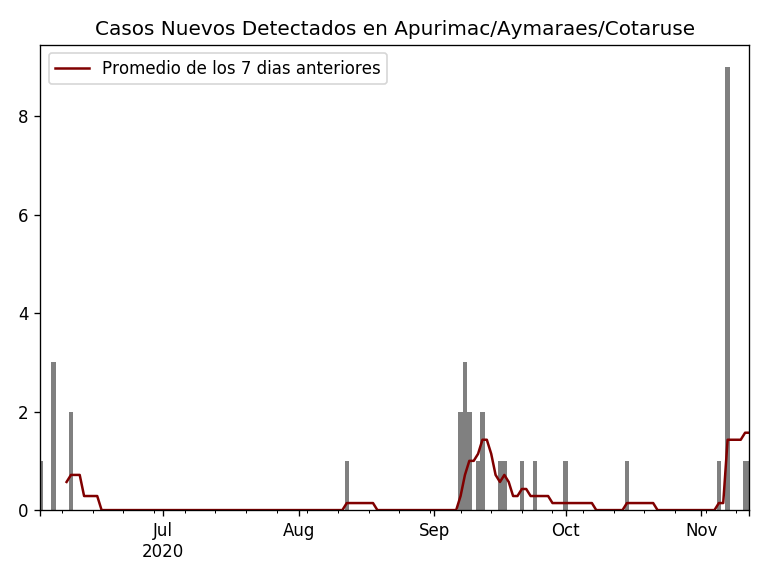 Casos Nuevos Detectados en Apurimac/Aymaraes/Cotaruse
Promedio de los 7 dias anteriores
8
6
4
2
0
Jul Aug Sep Oct Nov
2020